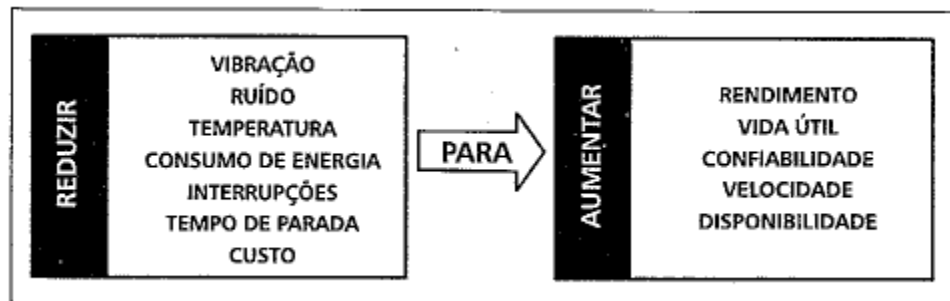 REDUZIR
VIBRAÇÃO
RUÍDO
TEMPERATURA
CONSUMO DE ENERGIA
INTERRUPÇÕES
TEMPO DE PARADA
CUSTO
PARA
AUMENTAR
RENDIMENTO
VIDA ÚTIL
CONFIABILIDADE
VELOCIDADE
DISPONIBILIDADE